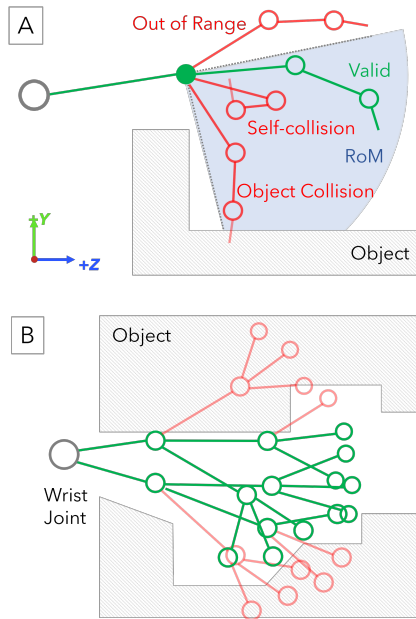 A
Out of Range
Valid
Self-collision
RoM
Object Collision
+Y
+Z
Object
B
Object
Wrist
Joint